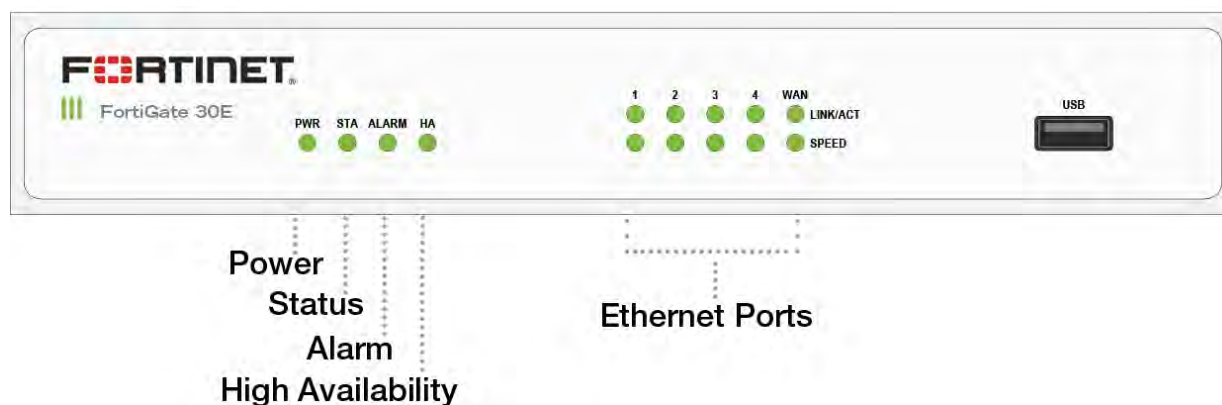 FORTINET®
FortiGate 30E
PWR STA ALARM HA
1 2 3 4 WAN
LINK/ACT
SPEED
USB
Power
Status
Alarm
High Availability
Ethernet Ports